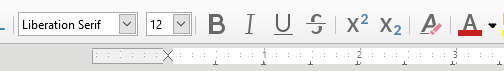 Liberation Serif 12 B I U S X² X₂ A A
1 2 3